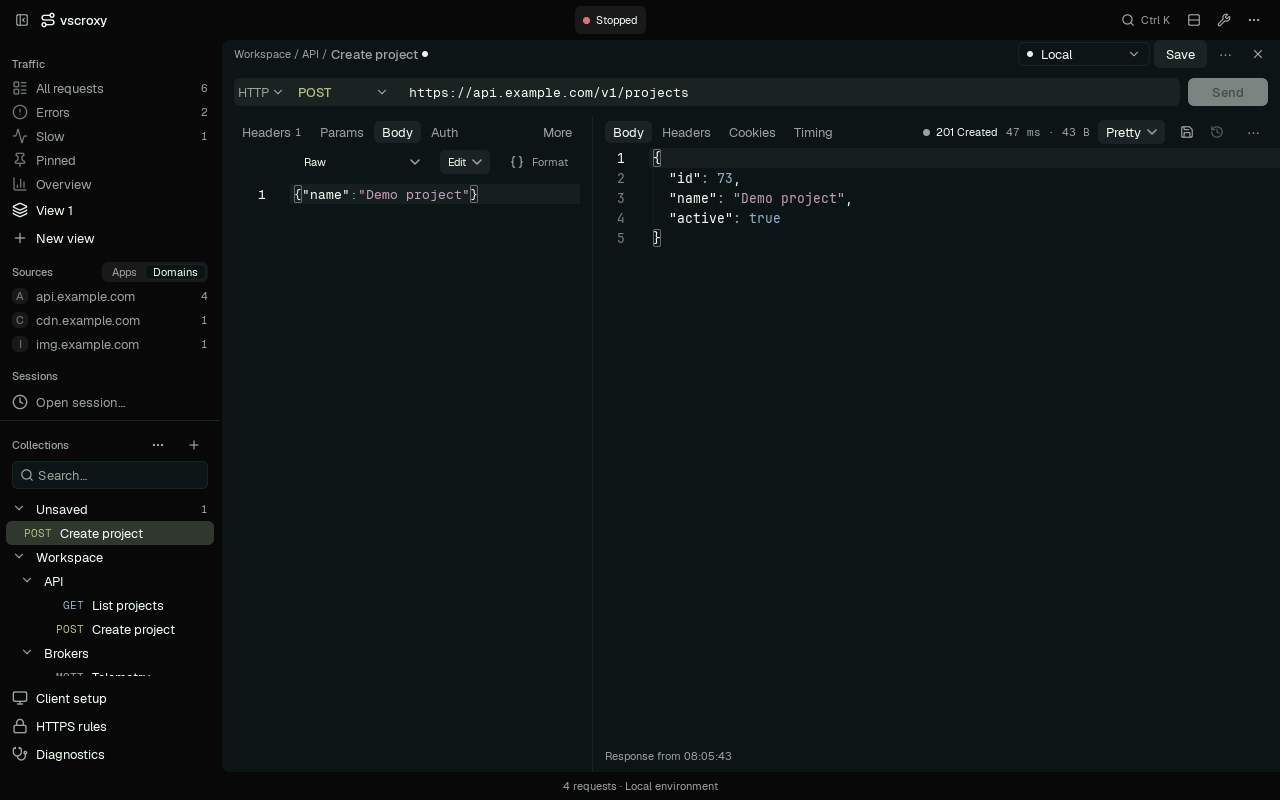 vscroxy
Stopped
Ctrl K
Traffic
All requests 6
Errors 2
Slow 1
Pinned
Overview
View 1
New view
Sources Apps Domains
A api.example.com 4
C cdn.example.com 1
I img.example.com 1
Sessions
Open session…
Collections
Search…
Unsaved 1
POST Create project
Workspace
API
GET List projects
POST Create project
Brokers
MQTT Telemetry
Client setup
HTTPS rules
Diagnostics
Workspace / API / Create project
Local
Save
HTTP POST https://api.example.com/v1/projects Send
Headers 1 Params Body Auth More
Raw Edit {} Format
1 {"name":"Demo project"}
Body Headers Cookies Timing 201 Created 47 ms · 43 B Pretty
1 {
2 "id": 73,
3 "name": "Demo project",
4 "active": true
5 }
Response from 08:05:43
4 requests · Local environment